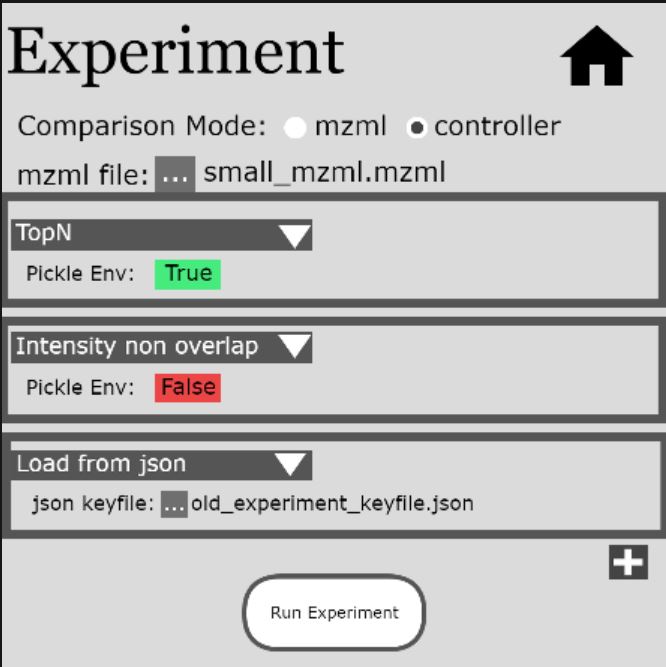 Experiment
Comparison Mode: mzml controller
mzml file: ... small_mzml.mzml
TopN
Pickle Env: True
Intensity non overlap
Pickle Env: False
Load from json
json keyfile: ... old_experiment_keyfile.json
Run Experiment